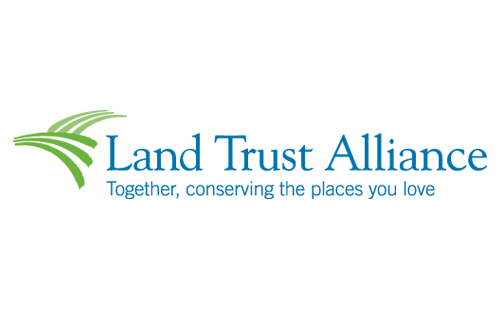 Land Trust Alliance
Together, conserving the places you love